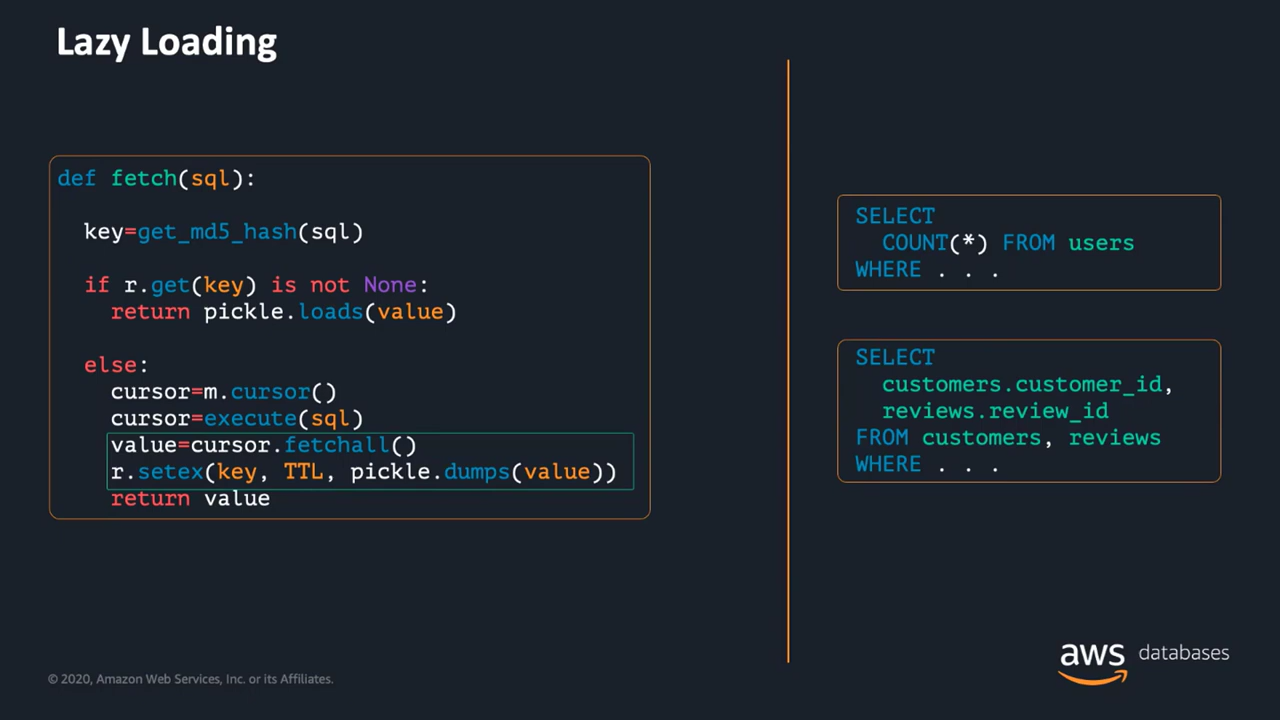 Lazy Loading
def fetch(sql):
key=get_md5_hash(sql)
if r.get(key) is not None:
return pickle.loads(value)
else:
cursor=m.cursor()
cursor=execute(sql)
value=cursor.fetchall()
r.setex(key, TTL, pickle.dumps(value))
return value
SELECT
COUNT(*) FROM users
WHERE . . .
SELECT
customers.customer_id,
reviews.review_id
FROM customers, reviews
WHERE . . .
© 2020, Amazon Web Services, Inc. or its Affiliates.
aws databases